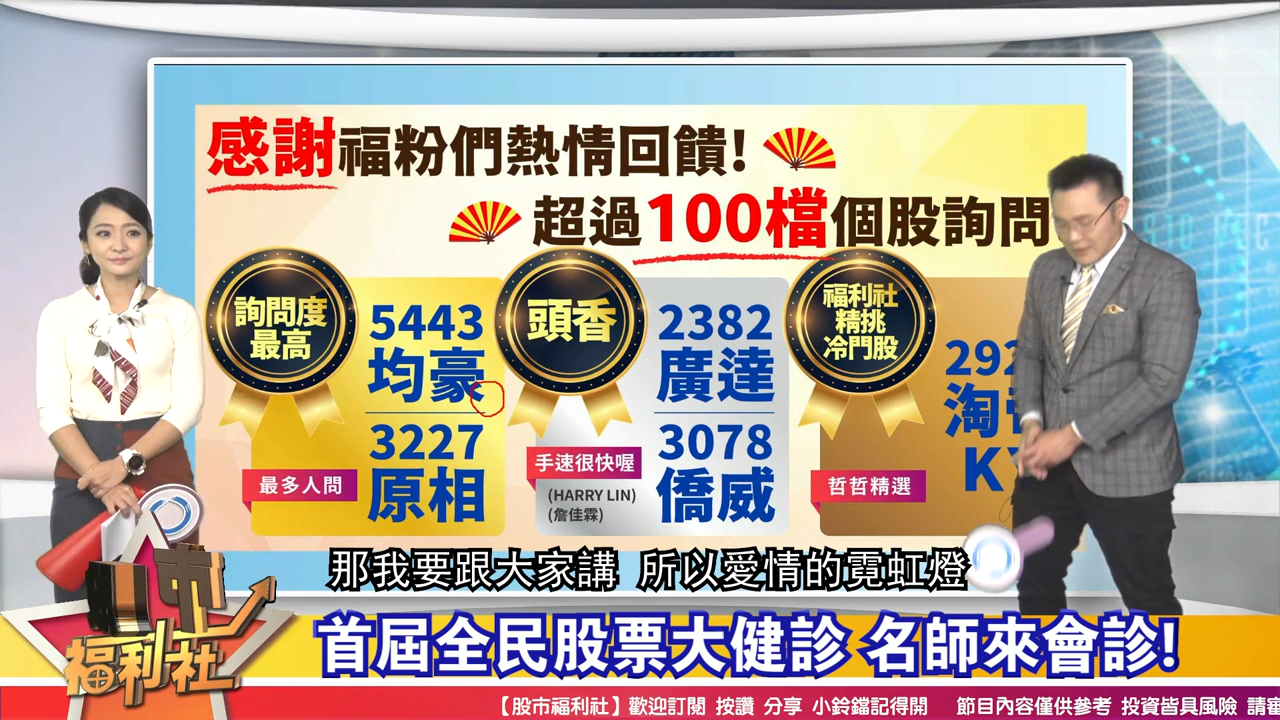 感謝福粉們熱情回饋!
超過100檔個股詢問
詢問度
最高
5443
均豪
3227
原相
最多人問
頭香
2382
廣達
3078
僑威
手速很快喔
(HARRY LIN)
(詹佳霖)
福利社
精挑
冷門股
292
淘
K
哲哲精選
那我要跟大家講 所以愛情的霓虹燈
首屆全民股票大健診 名師來會診!
股市
福利社
【股市福利社】歡迎訂閱 按讚 分享 小鈴鐺記得開 節目內容僅供參考 投資皆具風險 請審